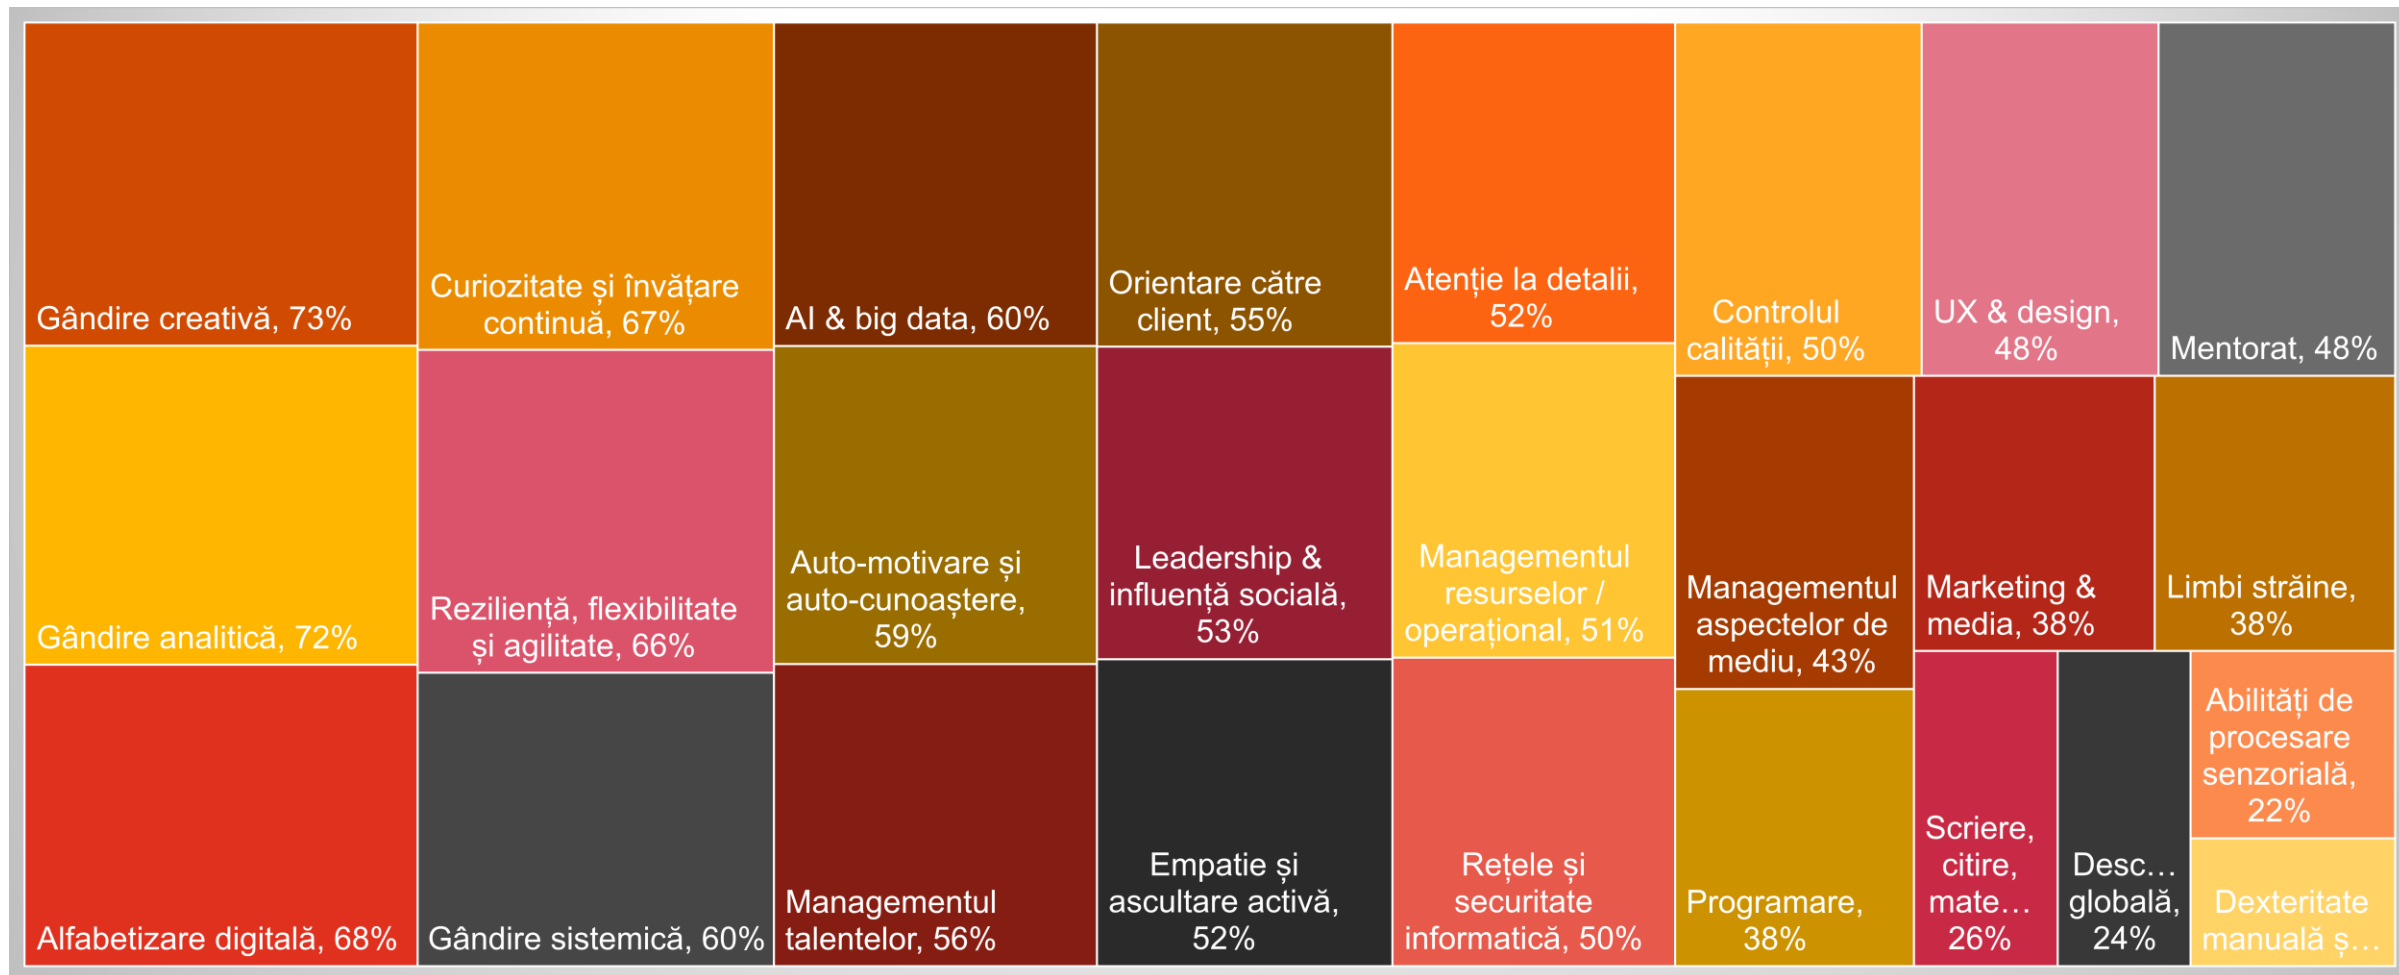 Gândire creativă, 73%
Gândire analitică, 72%
Alfabetizare digitală, 68%
Curiozitate și învățare
continuă, 67%
Reziliență, flexibilitate
și agilitate, 66%
Gândire sistemică, 60%
AI & big data, 60%
Auto-motivare și
auto-cunoaștere,
59%
Managementul
talentelor, 56%
Orientare către
client, 55%
Leadership &
influență socială,
53%
Empatie și
ascultare activă,
52%
Atenție la detalii,
52%
Managementul
resurselor /
operațional, 51%
Rețele și
securitate
informatică, 50%
Controlul
calității, 50%
UX & design,
48%
Mentorat, 48%
Managementul
aspectelor de
mediu, 43%
Programare,
38%
Marketing &
media, 38%
Limbi străine,
38%
Scriere,
citire,
mate…
26%
Desc…
globală,
24%
Abilități de
procesare
senzorială,
22%
Dexteritate
manuală ș…